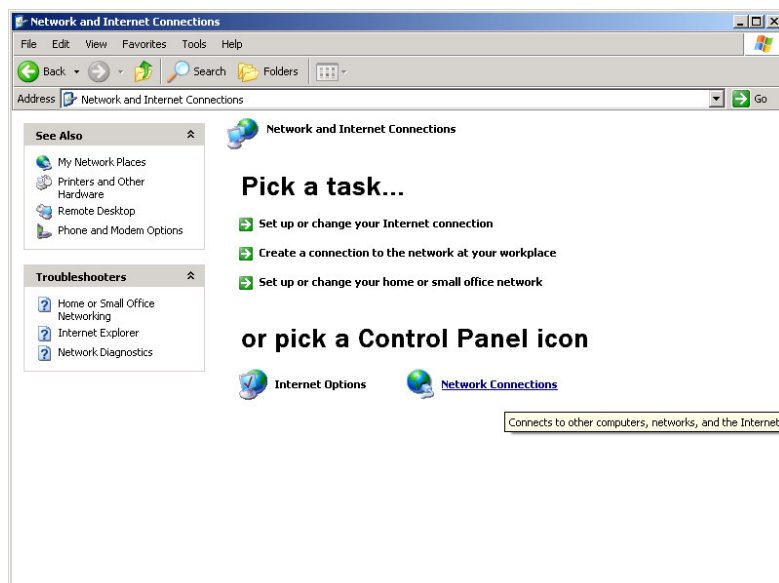 Network and Internet Connections
File Edit View Favorites Tools Help
Back Search Folders
Address Network and Internet Connections Go
See Also
My Network Places
Printers and Other
Hardware
Remote Desktop
Phone and Modem Options
Troubleshooters
Home or Small Office
Networking
Internet Explorer
Network Diagnostics
Network and Internet Connections
Pick a task...
Set up or change your Internet connection
Create a connection to the network at your workplace
Set up or change your home or small office network
or pick a Control Panel icon
Internet Options Network Connections
Connects to other computers, networks, and the Internet